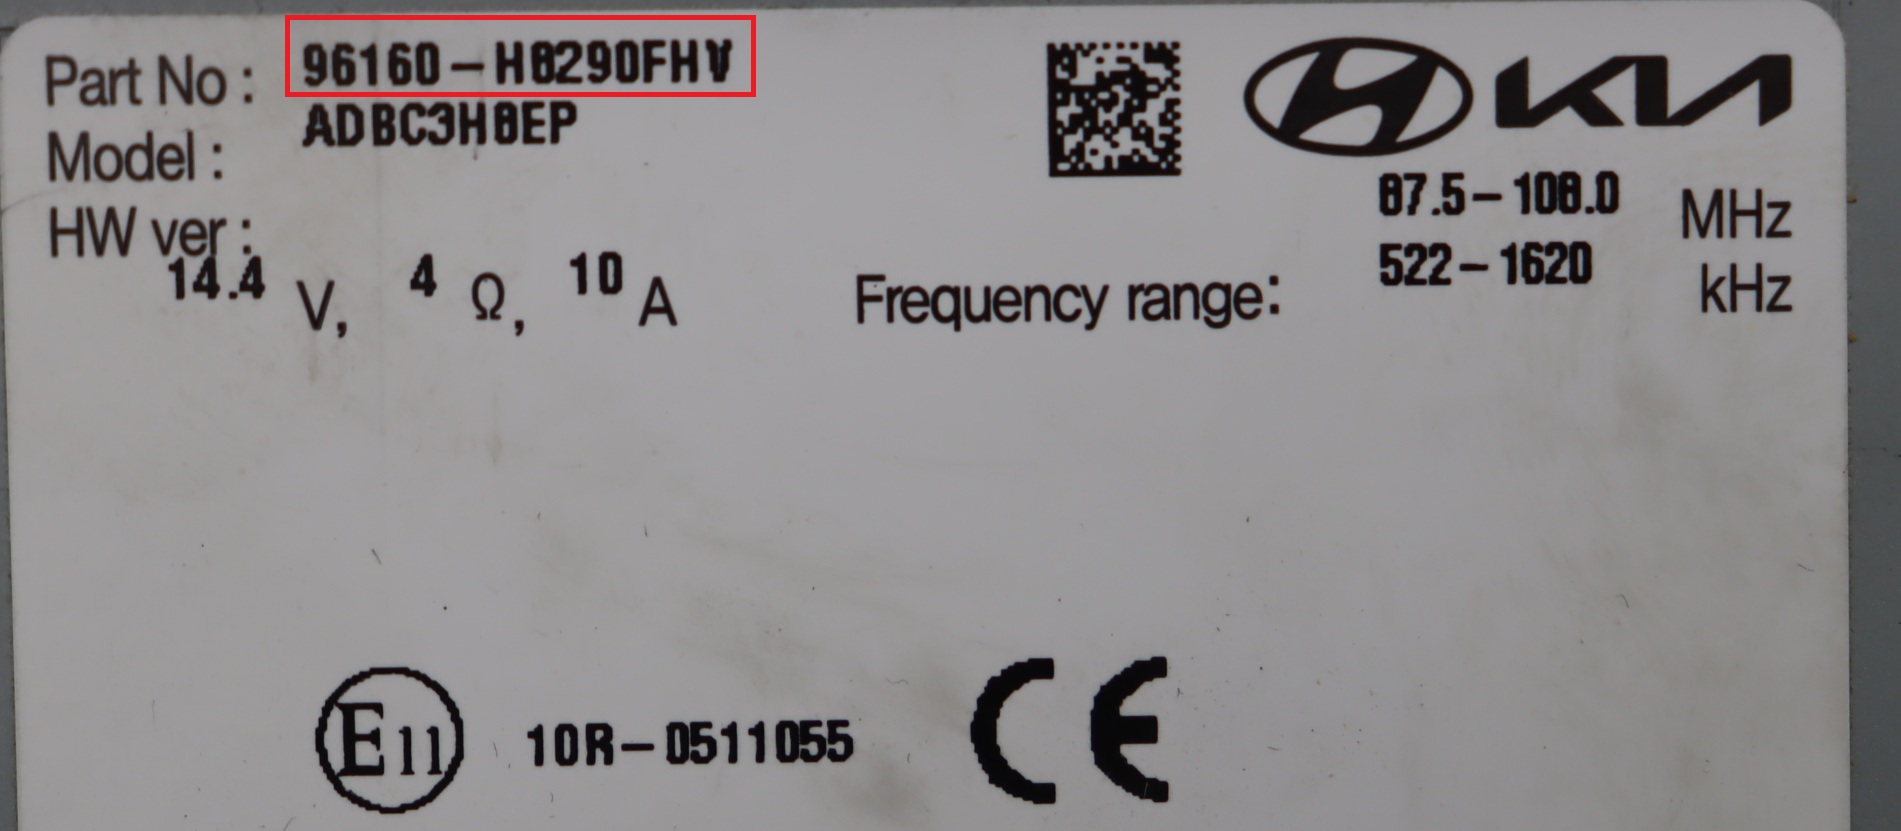 Part No : 96160-H8290FHV
Model : ADBC3H8EP
HW ver :
14.4 V, 4 Ω, 10 A
KIA
87.5-108.0 MHz
Frequency range: 522-1620 kHz
E11 10R-0511055 CE